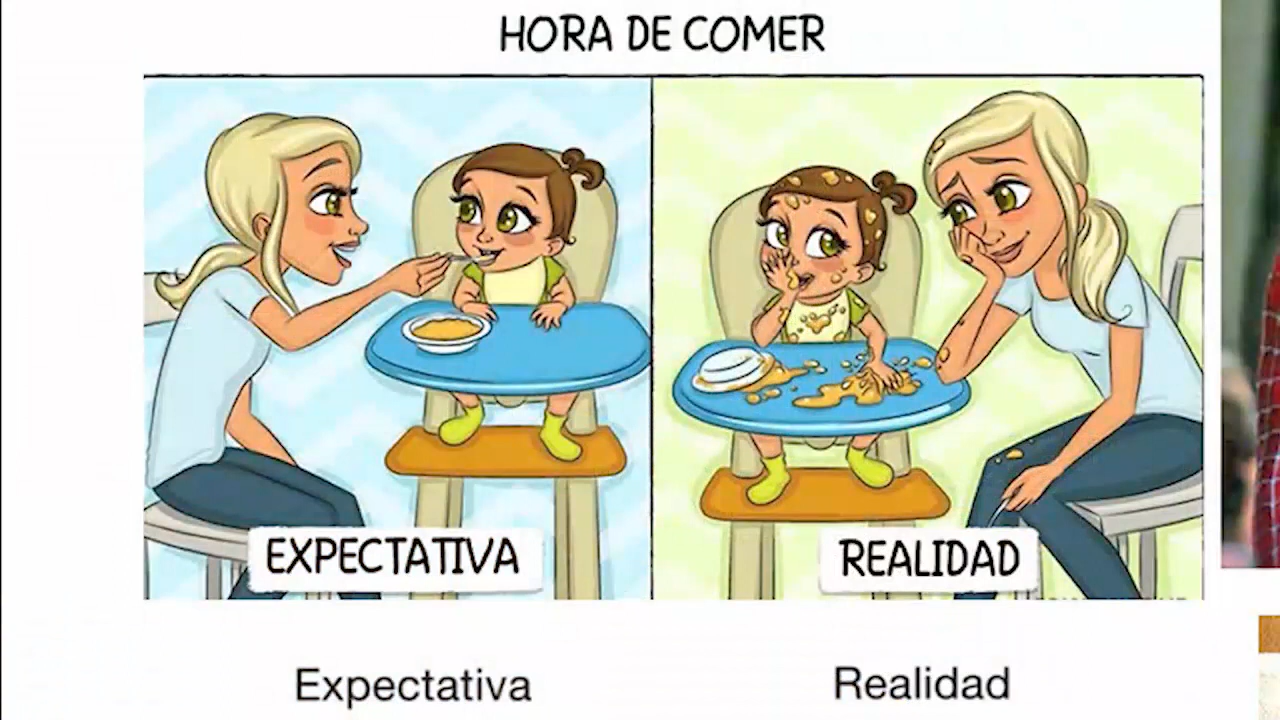 HORA DE COMER
EXPECTATIVA
REALIDAD
Expectativa
Realidad